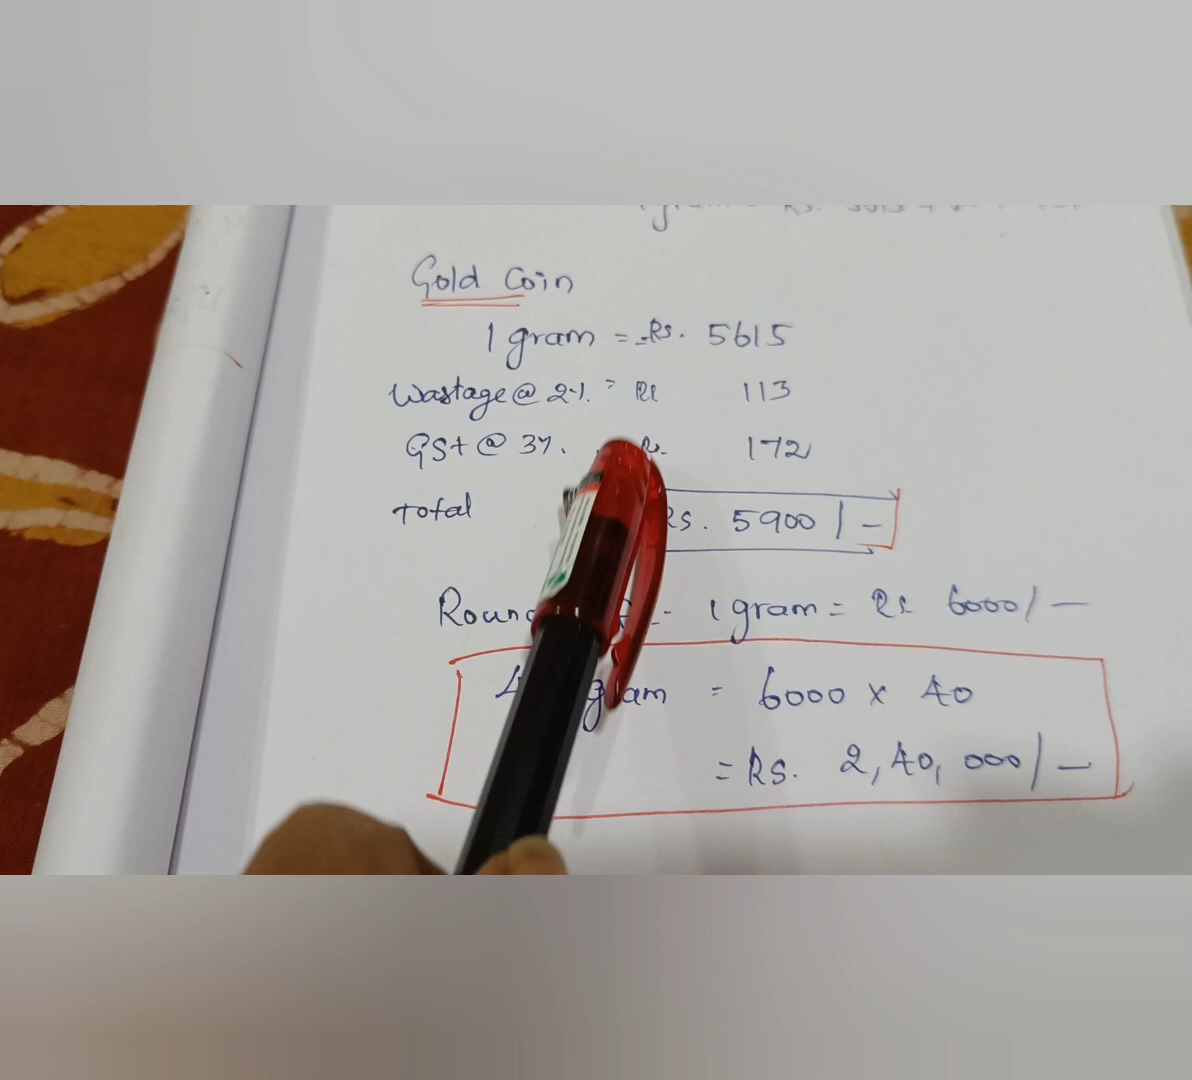 Gold Coin
1 gram = Rs. 5615
Wastage @ 2%. = Rs 113
GSt @ 3%. Rs. 172
Total Rs. 5900/-
1 gram = Rs. 6000/-
= 6000 x 40
= Rs. 2,40,000/-